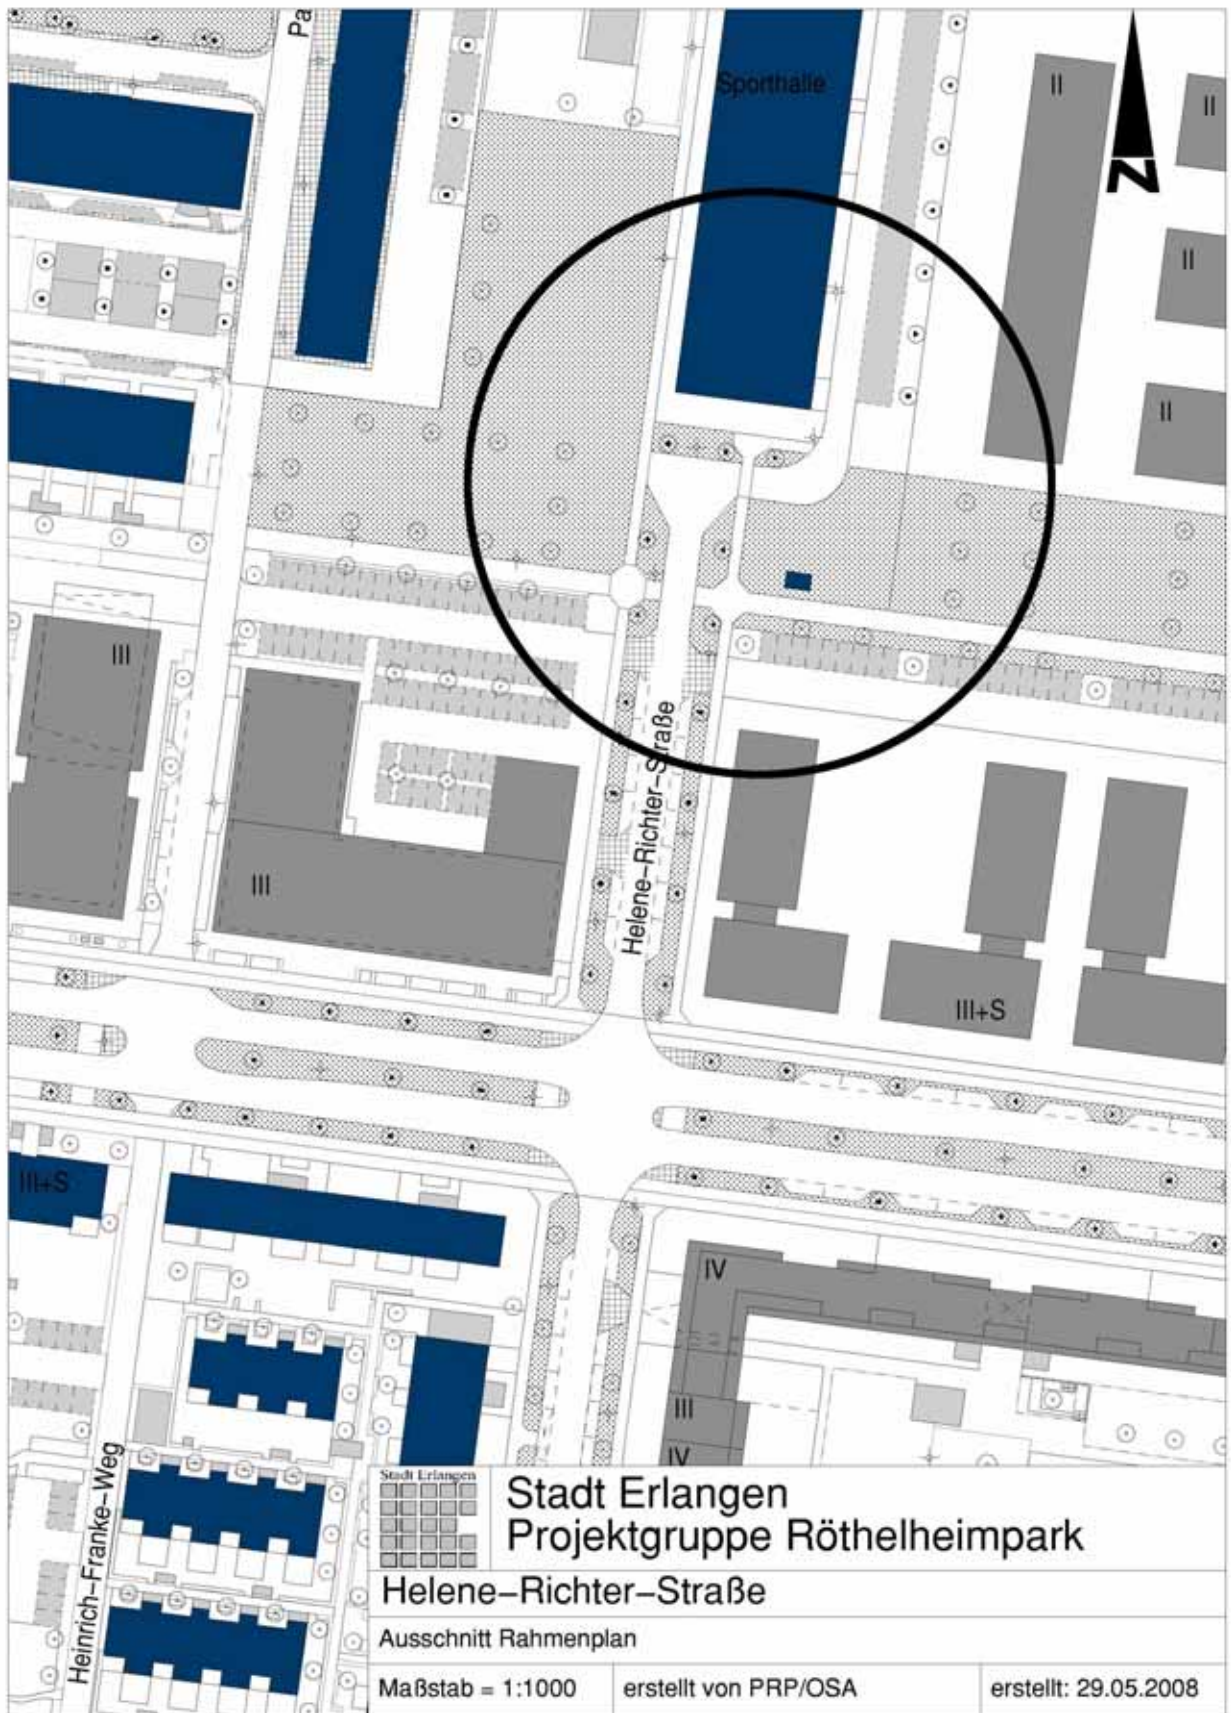 Pa
Sporthalle
II
II
N
II
II
III
III
Helene–Richter–Straße
III+S
III+S
IV
III
IV
Heinrich–Franke–Weg
Stadt Erlangen
Stadt Erlangen
Projektgruppe Röthelheimpark
Helene–Richter–Straße
Ausschnitt Rahmenplan
Maßstab = 1:1000
erstellt von PRP/OSA
erstellt: 29.05.2008